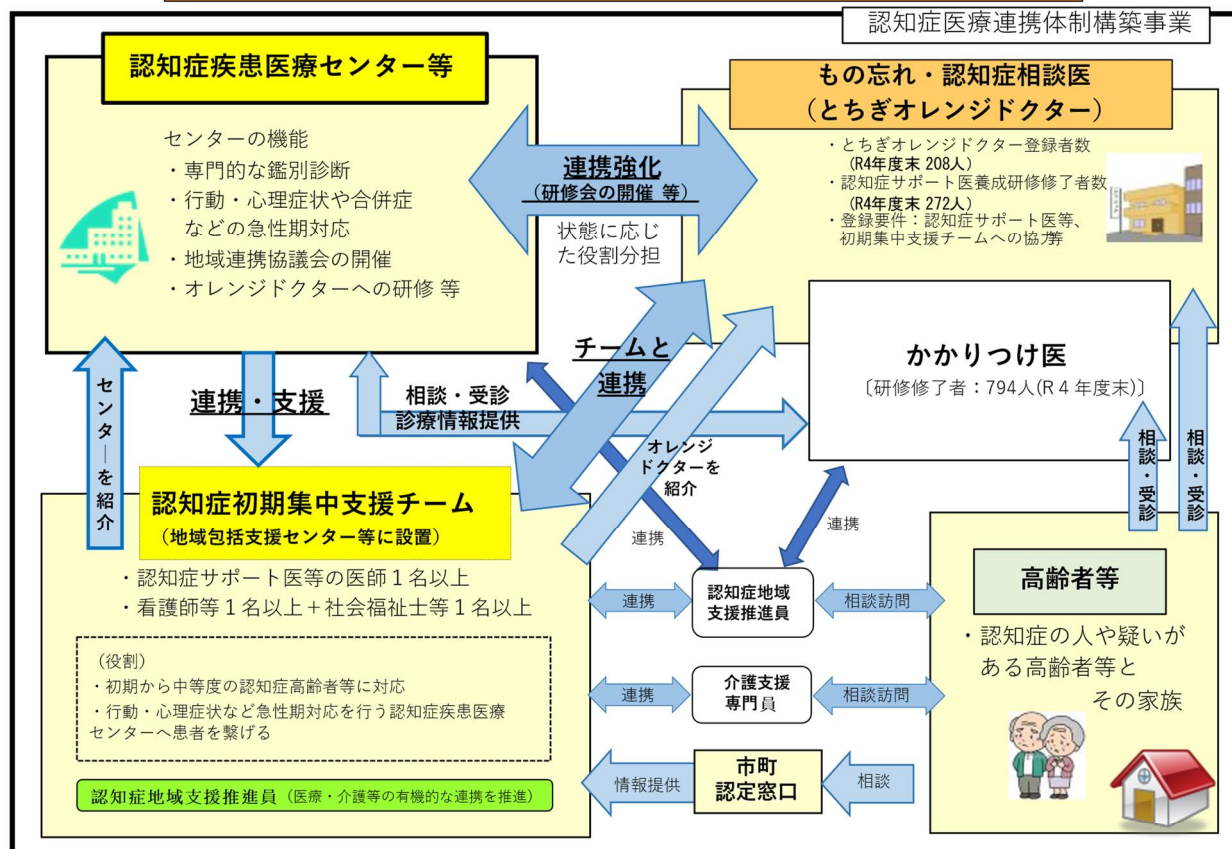 認知症医療連携体制構築事業
認知症疾患医療センター等
センターの機能
・専門的な鑑別診断
・行動・心理症状や合併症
などの急性期対応
・地域連携協議会の開催
・オレンジドクターへの研修 等
連携強化
(研修会の開催 等)
状態に応じ
た役割分担
もの忘れ・認知症相談医
(とちぎオレンジドクター)
・とちぎオレンジドクター登録者数
(R4年度末 208人)
・認知症サポート医養成研修修了者数
(R4年度末 272人)
・登録要件：認知症サポート医等、
初期集中支援チームへの協力等
かかりつけ医
〔研修修了者：794人(R４年度末)〕
センターを紹介
連携・支援
相談・受診
診療情報提供
チームと
連携
オレンジ
ドクターを
紹介
連携
連携
相談・受診
相談・受診
認知症初期集中支援チーム
(地域包括支援センター等に設置)
・認知症サポート医等の医師１名以上
・看護師等１名以上＋社会福祉士等１名以上
(役割)
・初期から中等度の認知症高齢者等に対応
・行動・心理症状など急性期対応を行う認知症疾患医療
センターへ患者を繋げる
認知症地域支援推進員（医療・介護等の有機的な連携を推進）
連携
認知症地域
支援推進員
相談訪問
連携
介護支援
専門員
相談訪問
情報提供
市町
認定窓口
相談
高齢者等
・認知症の人や疑いが
ある高齢者等と
その家族